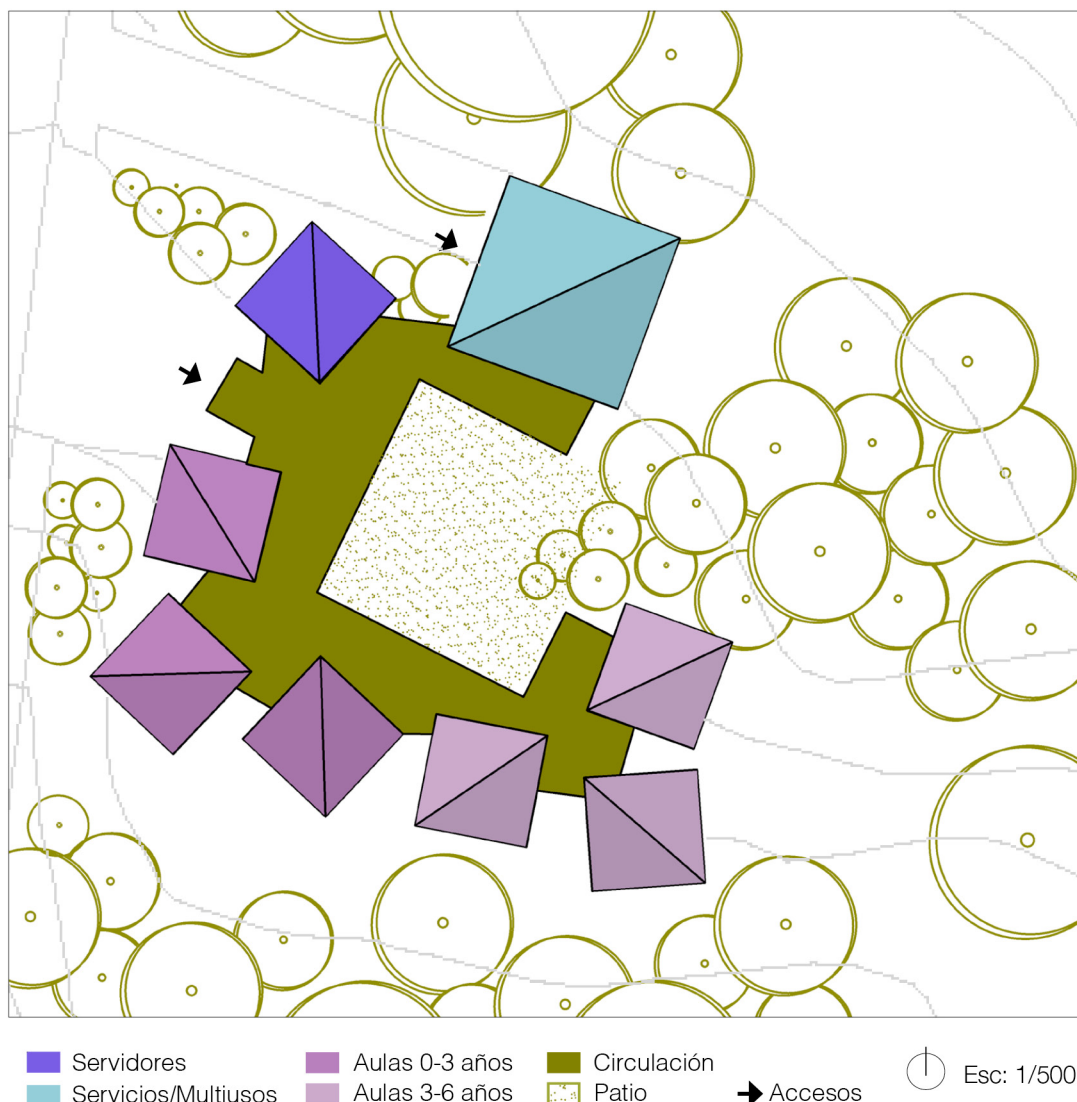 Servidores
Servicios/Multiusos
Aulas 0-3 años
Aulas 3-6 años
Circulación
Patio
Accesos
Esc: 1/500